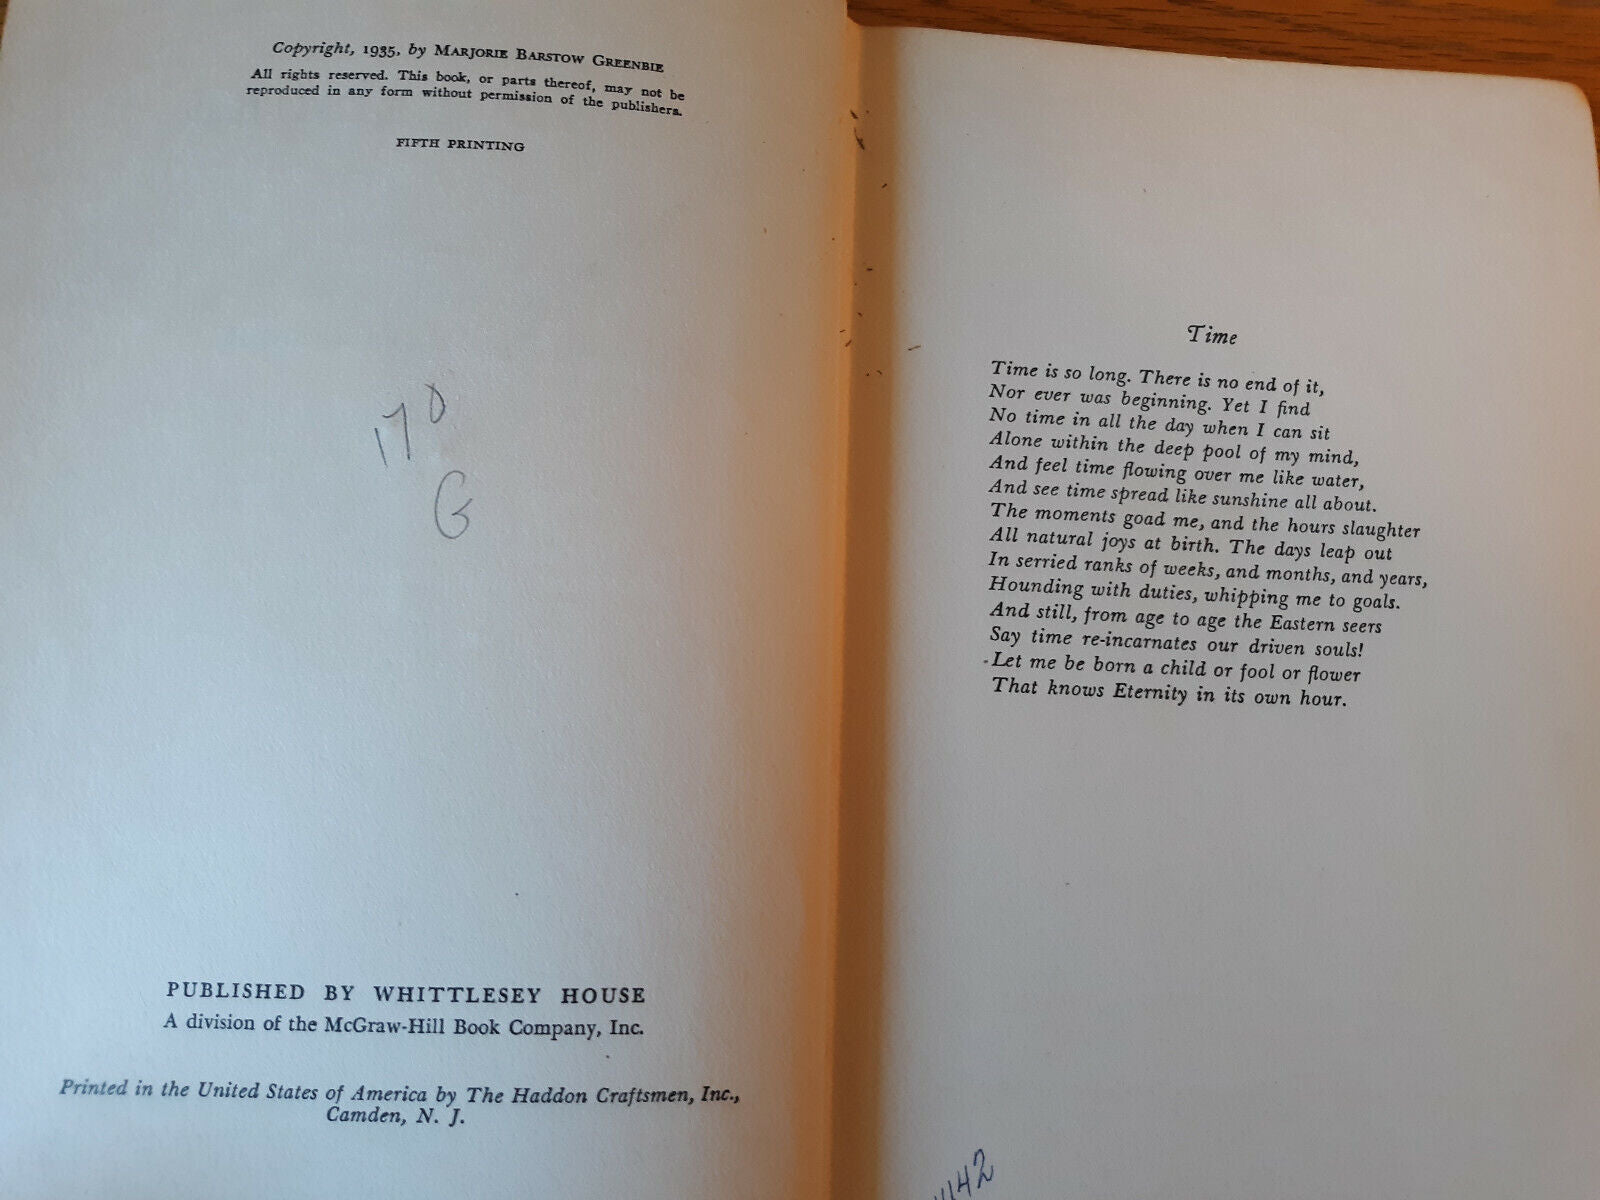 Copyright, 1935, by MARJORIE BARSTOW GREENBIE
All rights reserved. This book, or parts thereof, may not be
reproduced in any form without permission of the publishers.
FIFTH PRINTING
170
G
PUBLISHED BY WHITTLESEY HOUSE
A division of the McGraw-Hill Book Company, Inc.
Printed in the United States of America by The Haddon Craftsmen, Inc.,
Camden, N. J.
Time
Time is so long. There is no end of it,
Nor ever was beginning. Yet I find
No time in all the day when I can sit
Alone within the deep pool of my mind,
And feel time flowing over me like water,
And see time spread like sunshine all about.
The moments goad me, and the hours slaughter
All natural joys at birth. The days leap out
In serried ranks of weeks, and months, and years,
Hounding with duties, whipping me to goals.
And still, from age to age the Eastern seers
Say time re-incarnates our driven souls!
Let me be born a child or fool or flower
That knows Eternity in its own hour.